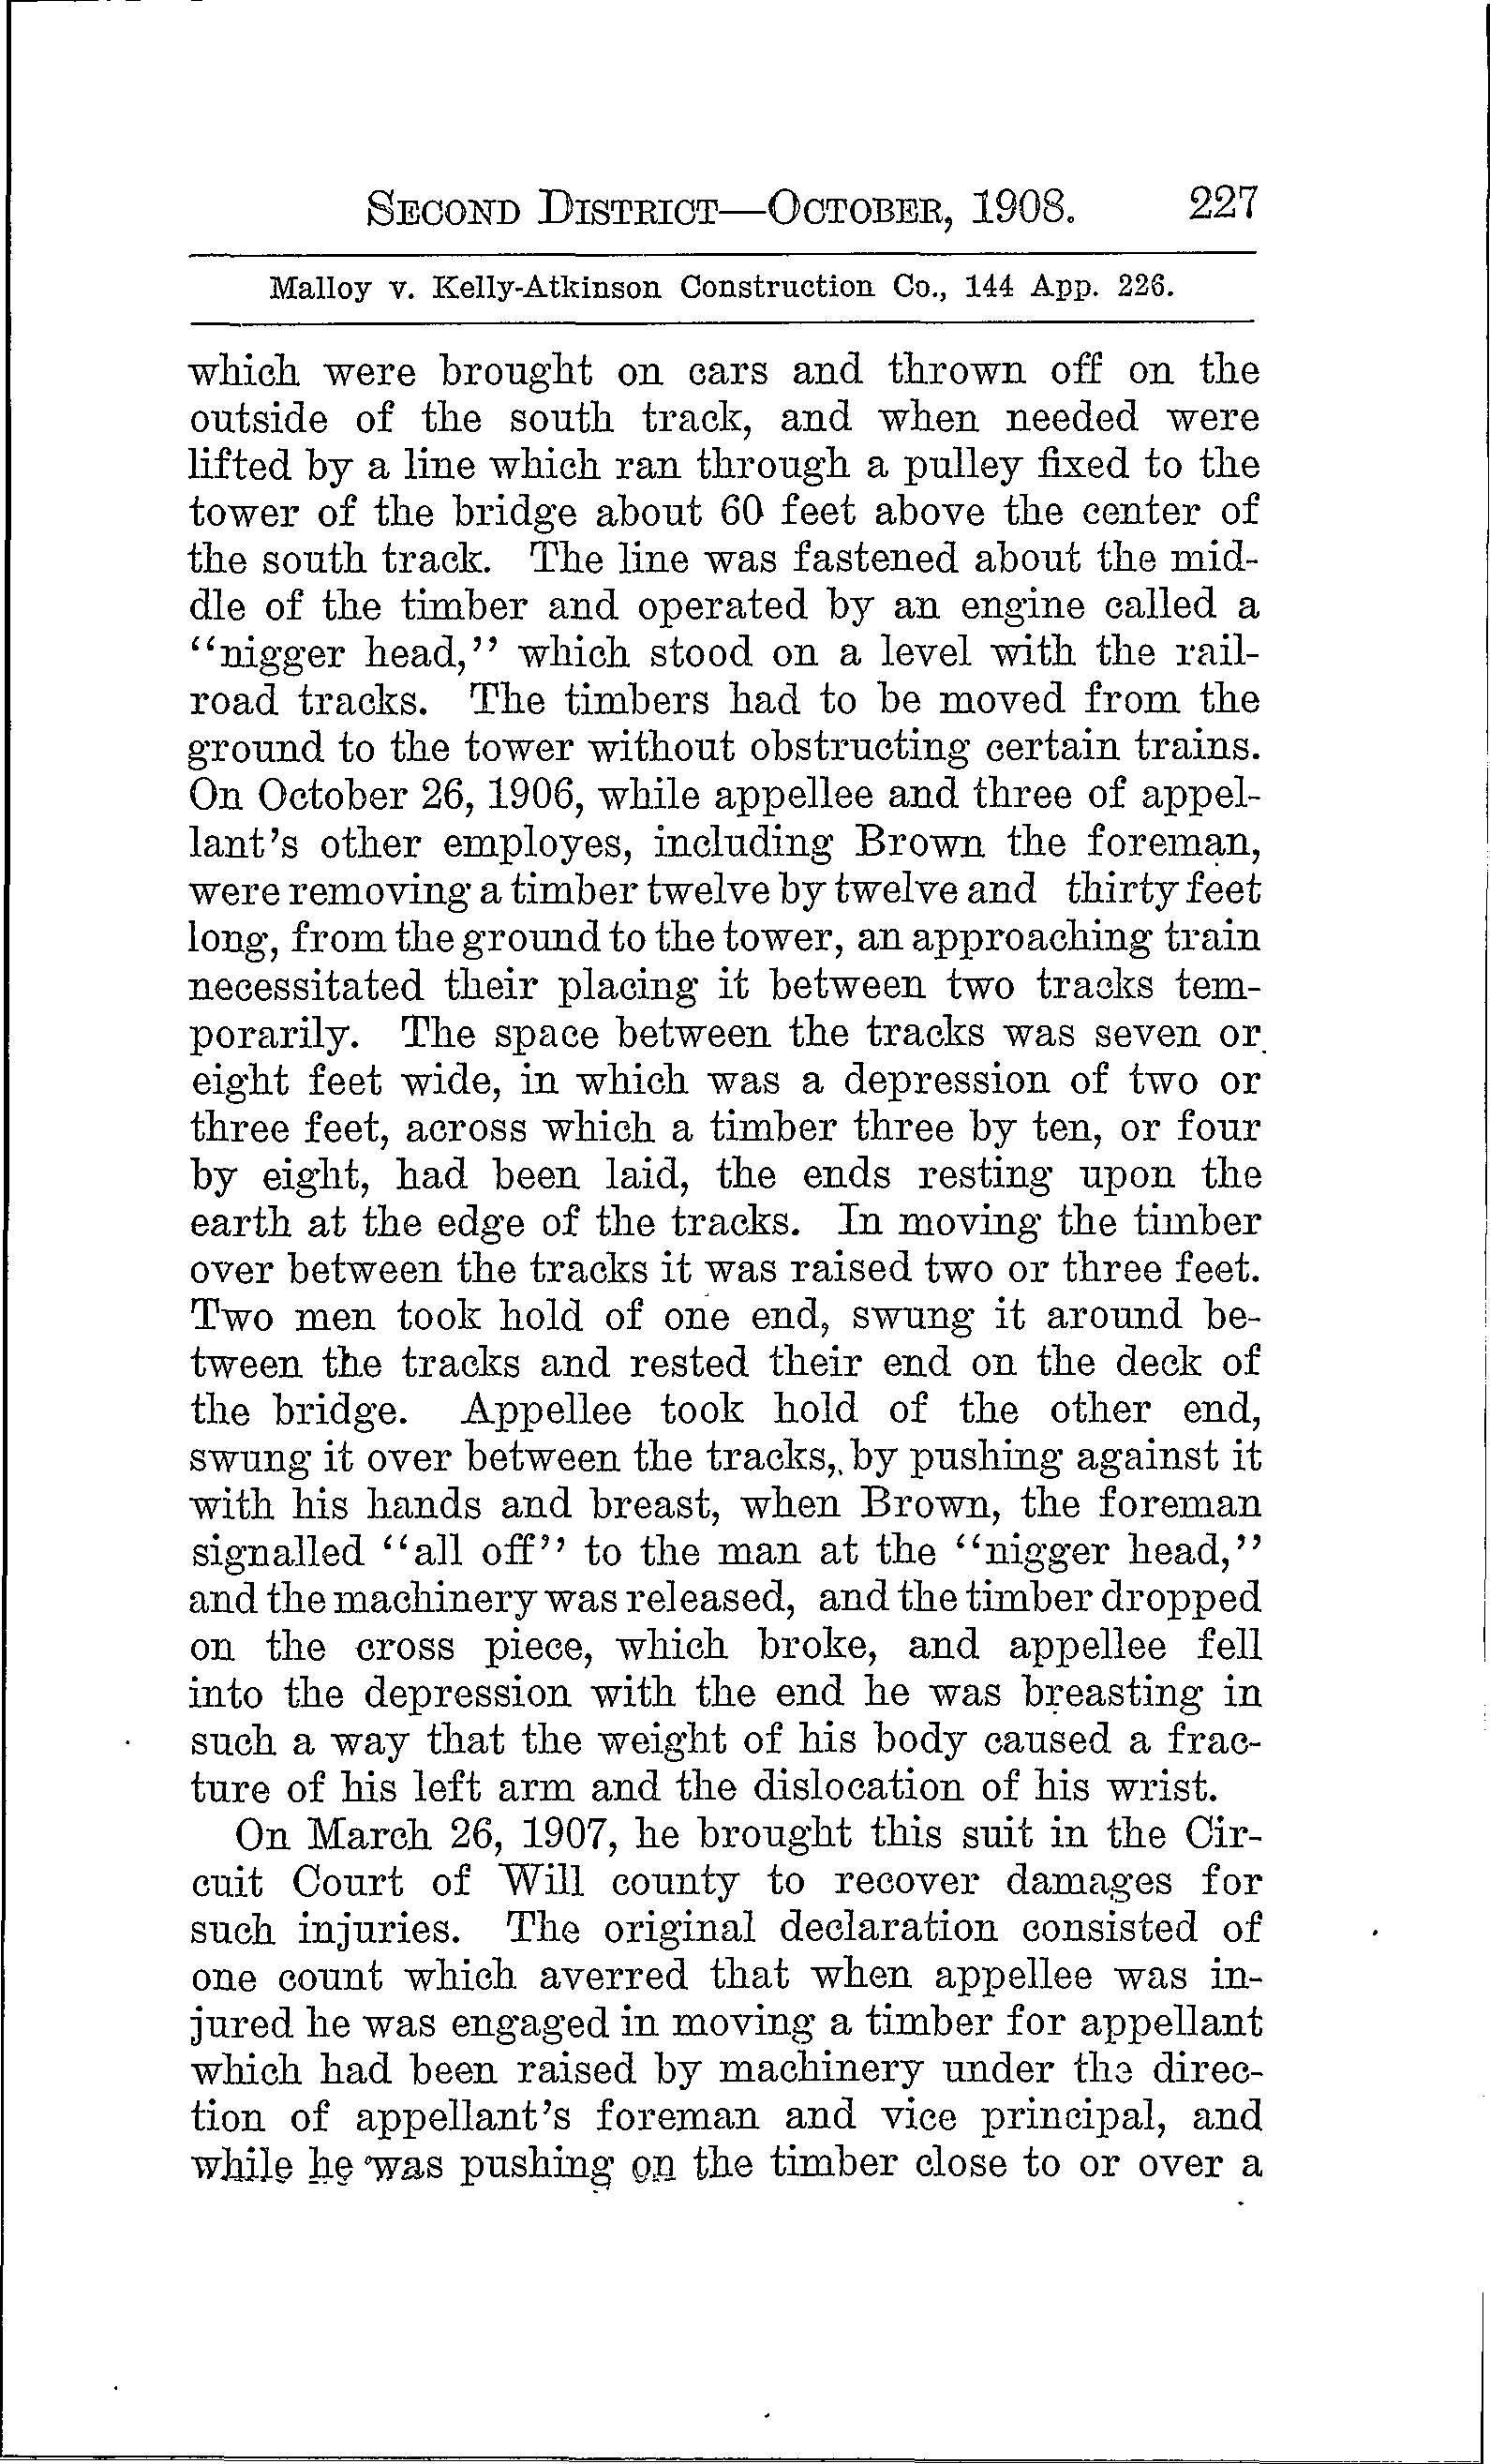 SECOND DISTRICT—OCTOBER, 1908. 227
Malloy v. Kelly-Atkinson Construction Co., 144 App. 226.
which were brought on cars and thrown off on the
outside of the south track, and when needed were
lifted by a line which ran through a pulley fixed to the
tower of the bridge about 60 feet above the center of
the south track. The line was fastened about the mid-
dle of the timber and operated by an engine called a
"nigger head," which stood on a level with the rail-
road tracks. The timbers had to be moved from the
ground to the tower without obstructing certain trains.
On October 26, 1906, while appellee and three of appel-
lant's other employes, including Brown the foreman,
were removing a timber twelve by twelve and thirty feet
long, from the ground to the tower, an approaching train
necessitated their placing it between two tracks tem-
porarily. The space between the tracks was seven or
eight feet wide, in which was a depression of two or
three feet, across which a timber three by ten, or four
by eight, had been laid, the ends resting upon the
earth at the edge of the tracks. In moving the timber
over between the tracks it was raised two or three feet.
Two men took hold of one end, swung it around be-
tween the tracks and rested their end on the deck of
the bridge. Appellee took hold of the other end,
swung it over between the tracks, by pushing against it
with his hands and breast, when Brown, the foreman
signalled "all off" to the man at the "nigger head,"
and the machinery was released, and the timber dropped
on the cross piece, which broke, and appellee fell
into the depression with the end he was breasting in
such a way that the weight of his body caused a frac-
ture of his left arm and the dislocation of his wrist.
On March 26, 1907, he brought this suit in the Cir-
cuit Court of Will county to recover damages for
such injuries. The original declaration consisted of
one count which averred that when appellee was in-
jured he was engaged in moving a timber for appellant
which had been raised by machinery under the direc-
tion of appellant's foreman and vice principal, and
while he was pushing on the timber close to or over a